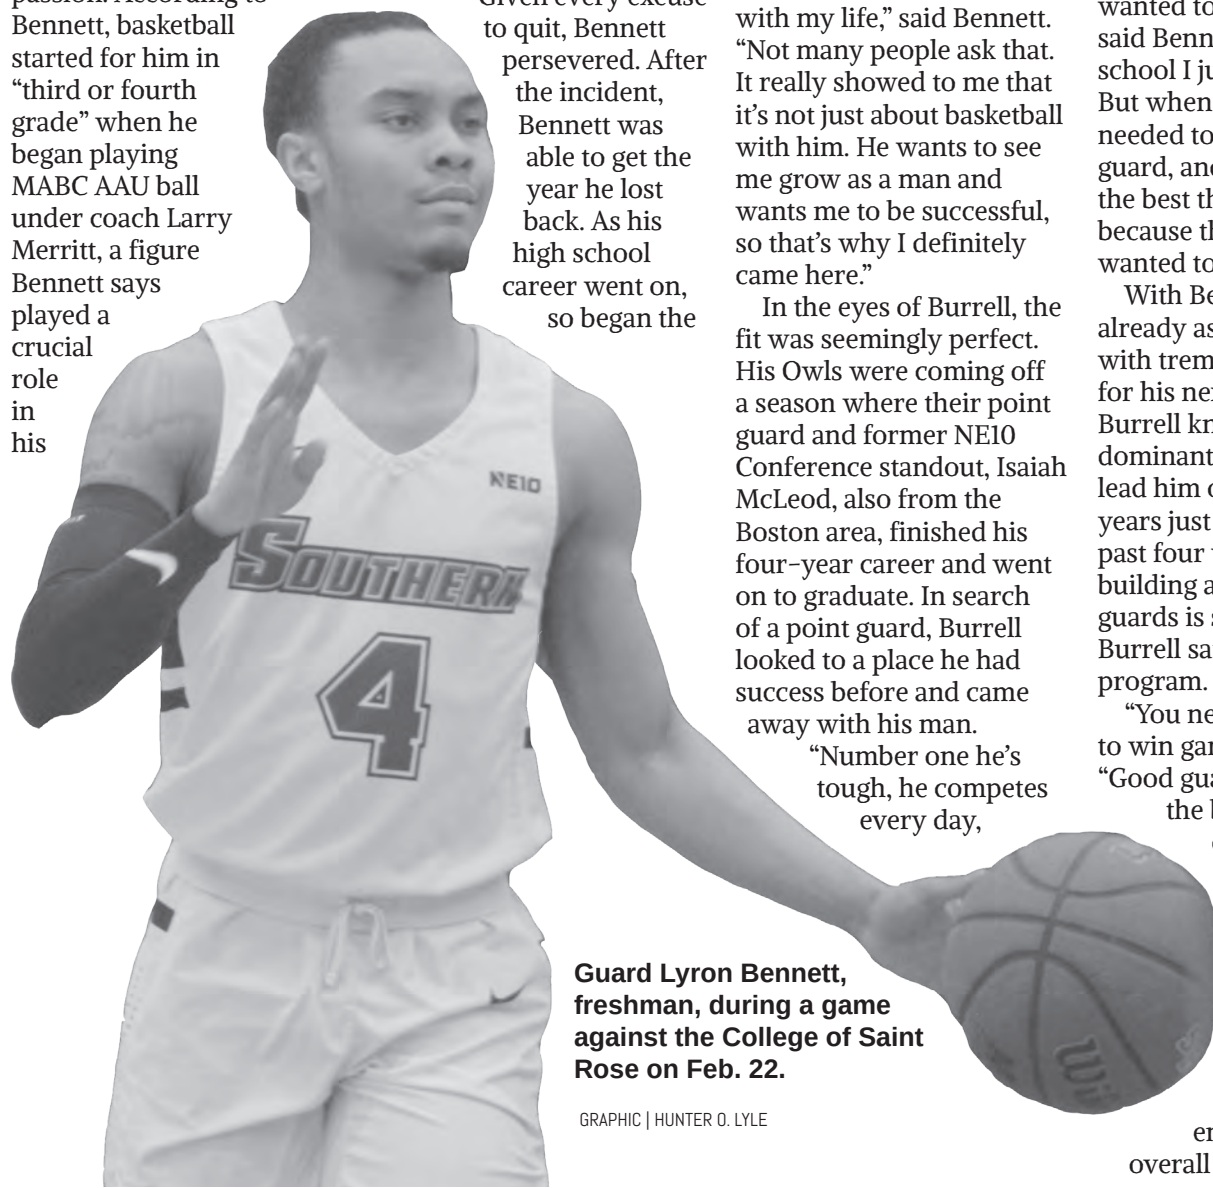 passion. According to
Bennett, basketball
started for him in
“third or fourth
grade” when he
began playing
MABC AAU ball
under coach Larry
Merritt, a figure
Bennett says
played a
crucial
role
in
his
Given every excuse
to quit, Bennett
persevered. After
the incident,
Bennett was
able to get the
year he lost
back. As his
high school
career went on,
so began the
with my life,” said Bennett.
“Not many people ask that.
It really showed to me that
it’s not just about basketball
with him. He wants to see
me grow as a man and
wants me to be successful,
so that’s why I definitely
came here.”
In the eyes of Burrell, the
fit was seemingly perfect.
His Owls were coming off
a season where their point
guard and former NE10
Conference standout, Isaiah
McLeod, also from the
Boston area, finished his
four-year career and went
on to graduate. In search
of a point guard, Burrell
looked to a place he had
success before and came
away with his man.
“Number one he’s
tough, he competes
every day,
wanted to
said Benn
school I ju
But when
needed to
guard, and
the best th
because th
wanted to
With Be
already as
with trem
for his nex
Burrell kn
dominant
lead him o
years just
past four
building a
guards is s
Burrell sa
program.
“You ne
to win gam
“Good gua
the b
er
overall
NE10
SOUTHERN
4
Wil
Guard Lyron Bennett,
freshman, during a game
against the College of Saint
Rose on Feb. 22.
GRAPHIC | HUNTER O. LYLE